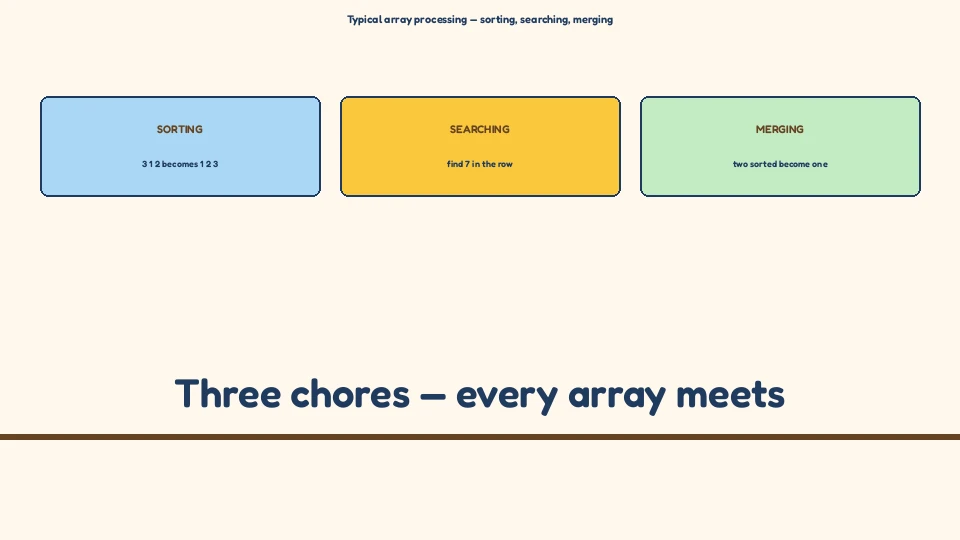 Typical array processing — sorting, searching, merging
SORTING
3 1 2 becomes 1 2 3
SEARCHING
find 7 in the row
MERGING
two sorted become one
Three chores — every array meets